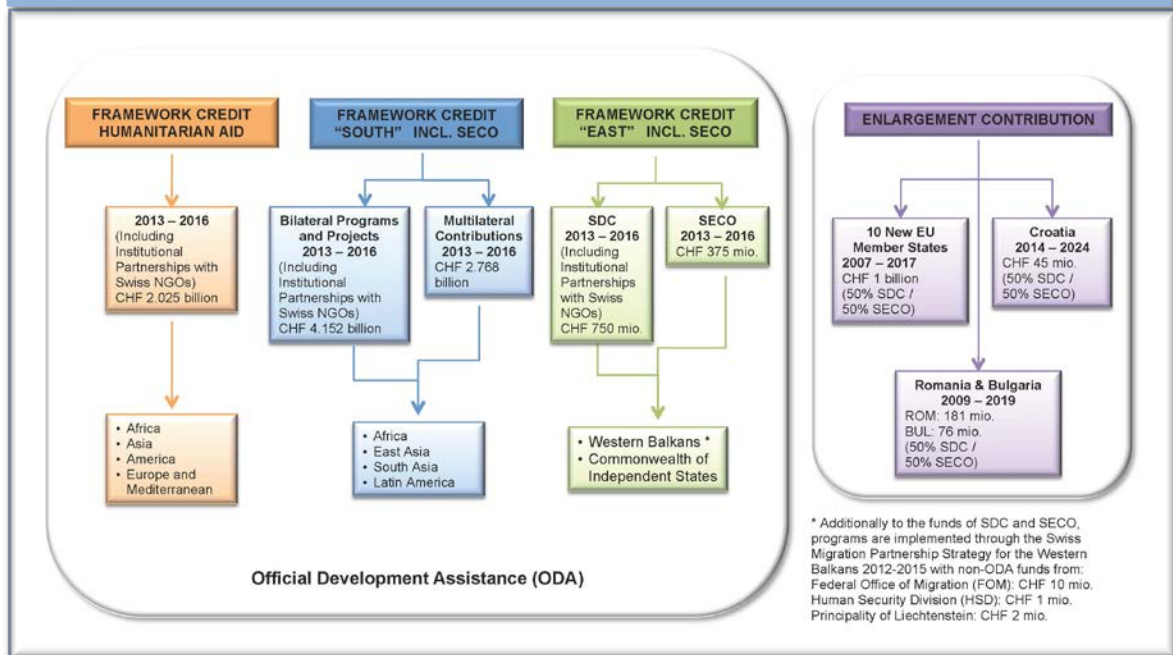 FRAMEWORK CREDIT
HUMANITARIAN AID
2013 – 2016
(Including
Institutional
Partnerships with
Swiss NGOs)
CHF 2.025 billion
• Africa
• Asia
• America
• Europe and
Mediterranean
FRAMEWORK CREDIT
“SOUTH” INCL. SECO
Bilateral Programs
and Projects
2013 – 2016
(Including
Institutional
Partnerships with
Swiss NGOs)
CHF 4.152 billion
Multilateral
Contributions
2013 – 2016
CHF 2.768
billion
• Africa
• East Asia
• South Asia
• Latin America
FRAMEWORK CREDIT
“EAST” INCL. SECO
SDC
2013 – 2016
(Including
Institutional
Partnerships
with Swiss
NGOs)
CHF 750 mio.
SECO
2013 – 2016
CHF 375 mio.
• Western Balkans *
• Commonwealth of
Independent States
Official Development Assistance (ODA)
ENLARGEMENT CONTRIBUTION
10 New EU
Member States
2007 – 2017
CHF 1 billion
(50% SDC /
50% SECO)
Croatia
2014 – 2024
CHF 45 mio.
(50% SDC /
50% SECO)
Romania & Bulgaria
2009 – 2019
ROM: 181 mio.
BUL: 76 mio.
(50% SDC /
50% SECO)
* Additionally to the funds of SDC and SECO,
programs are implemented through the Swiss
Migration Partnership Strategy for the Western
Balkans 2012-2015 with non-ODA funds from:
Federal Office of Migration (FOM): CHF 10 mio.
Human Security Division (HSD): CHF 1 mio.
Principality of Liechtenstein: CHF 2 mio.